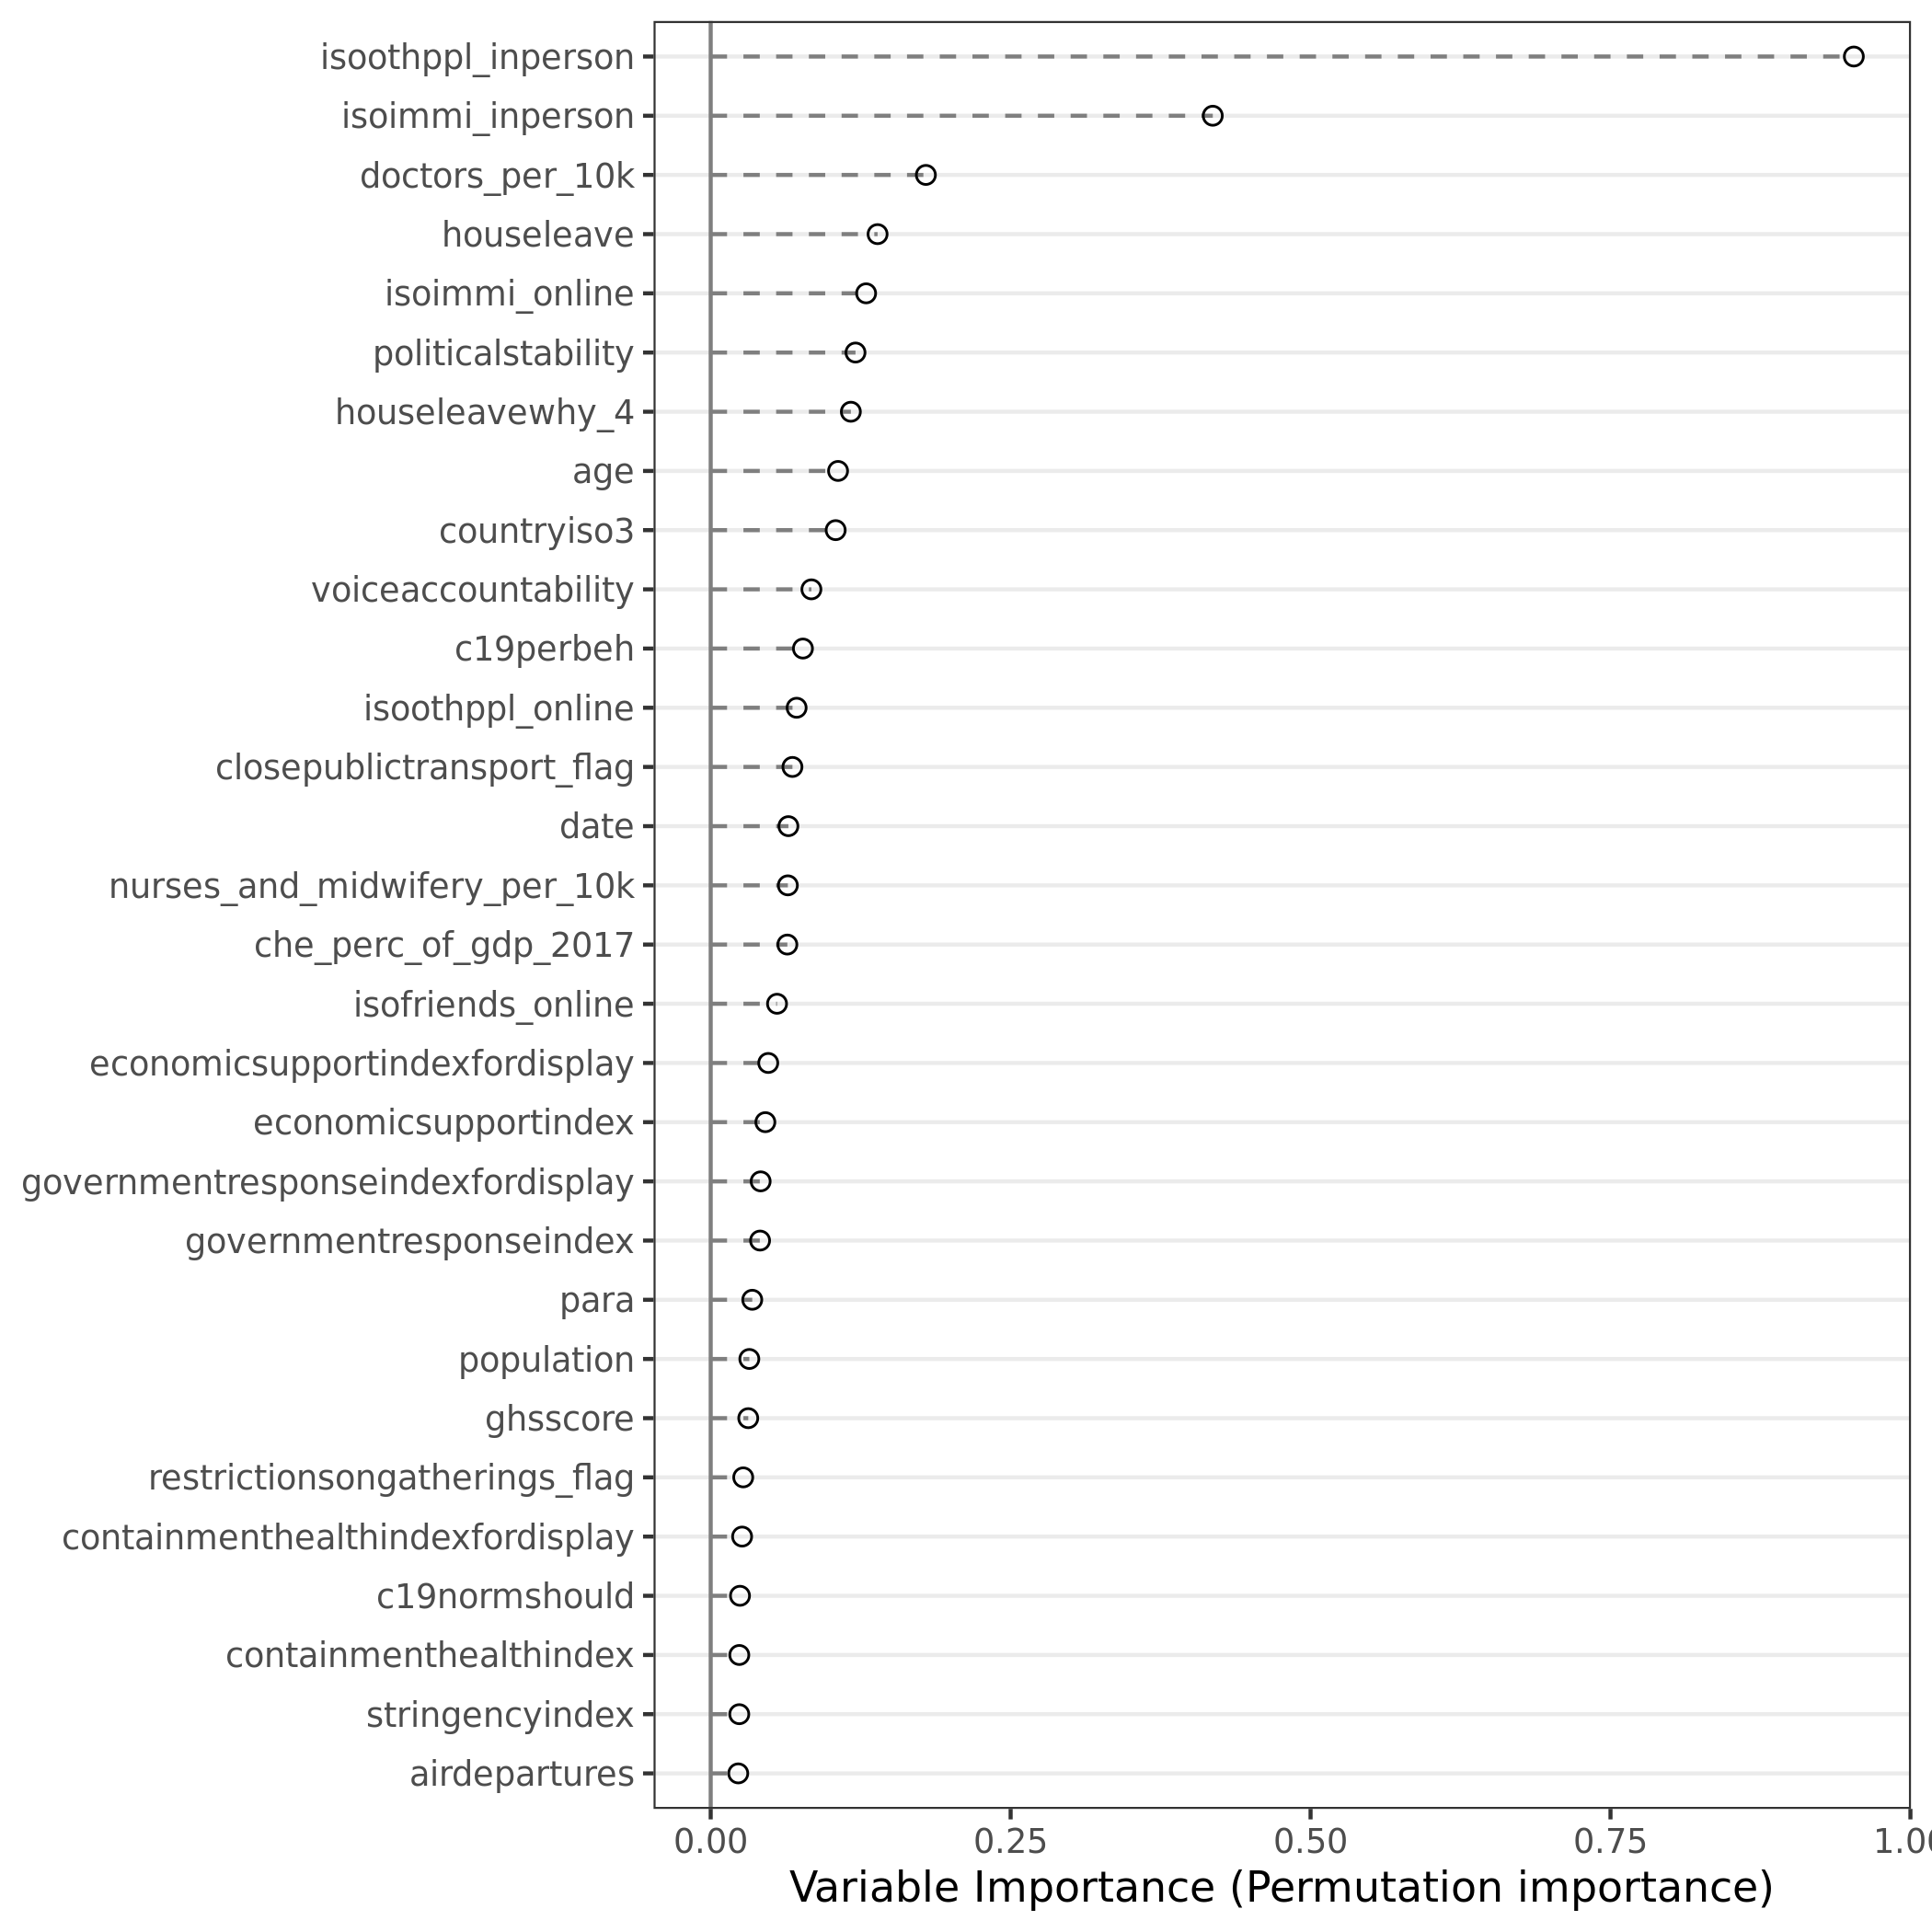 isoothppl_inperson
isoimmi_inperson
doctors_per_10k
houseleave
isoimmi_online
politicalstability
houseleavewhy_4
age
countryiso3
voiceaccountability
c19perbeh
isoothppl_online
closepublictransport_flag
date
nurses_and_midwifery_per_10k
che_perc_of_gdp_2017
isofriends_online
economicsupportindexfordisplay
economicsupportindex
governmentresponseindexfordisplay
governmentresponseindex
para
population
ghsscore
restrictionsongatherings_flag
containmenthealthindexfordisplay
c19normshould
containmenthealthindex
stringencyindex
airdepartures
0.00 0.25 0.50 0.75 1.00
Variable Importance (Permutation importance)